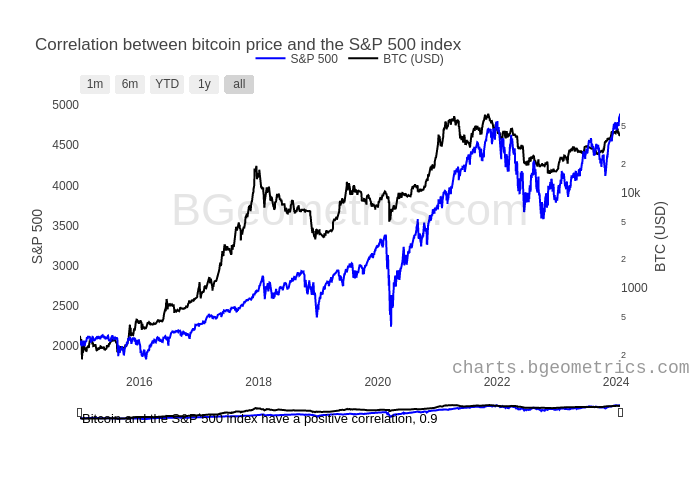 Correlation between bitcoin price and the S&P 500 index
S&P 500 BTC (USD)
1m 6m YTD 1y all
5000
4500
4000
3500
3000
2500
2000
S&P 500
5
2
10k
5
2
1000
5
2
BTC (USD)
BGeometrics.com
charts.bgeometrics.com
2016 2018 2020 2022 2024
Bitcoin and the S&P 500 index have a positive correlation, 0.9